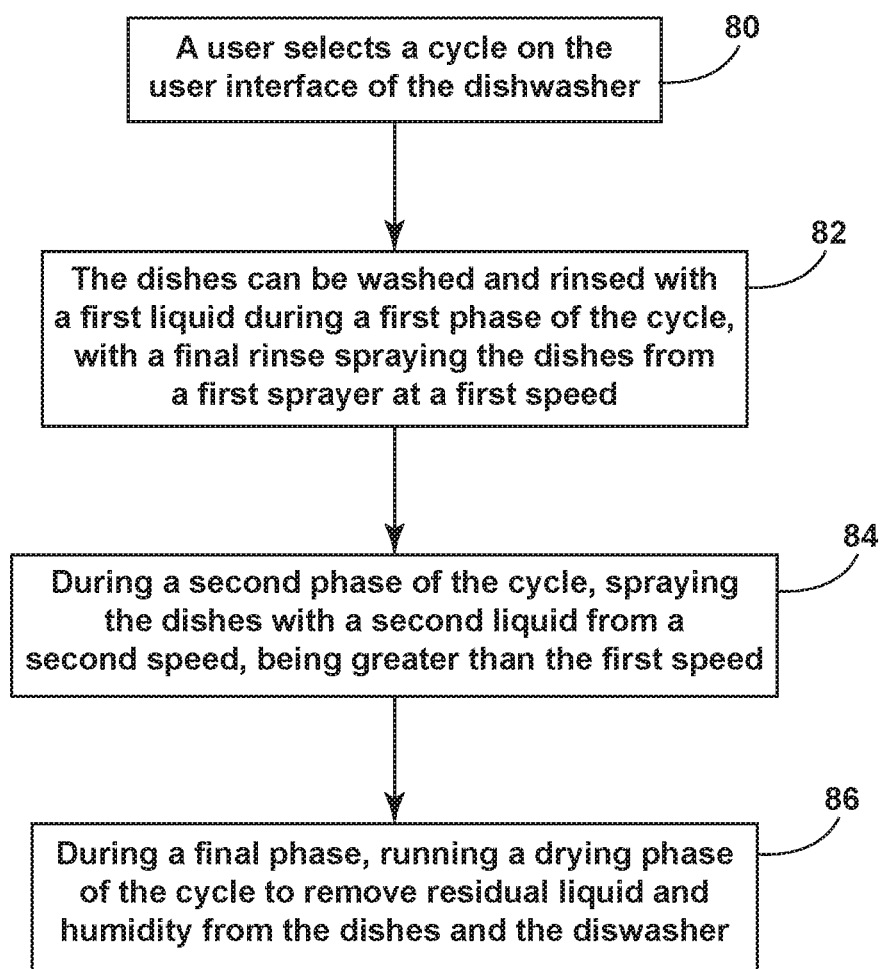 80
A user selects a cycle on the
user interface of the dishwasher
82
The dishes can be washed and rinsed with
a first liquid during a first phase of the cycle,
with a final rinse spraying the dishes from
a first sprayer at a first speed
84
During a second phase of the cycle, spraying
the dishes with a second liquid from a
second speed, being greater than the first speed
86
During a final phase, running a drying phase
of the cycle to remove residual liquid and
humidity from the dishes and the diswasher